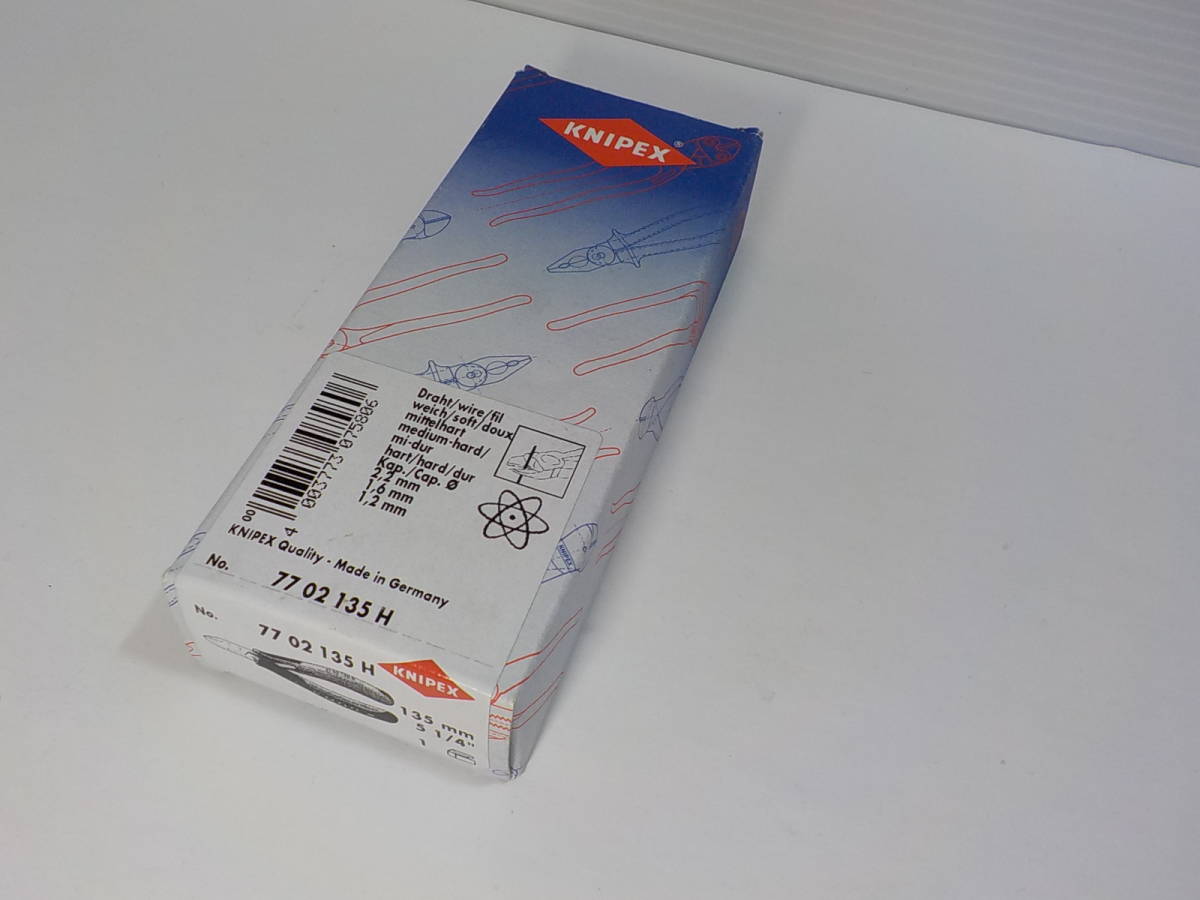 KNIPEX®
Draht/wire/fil
weich/soft/doux
mittelhart
medium-hard/
mi-dur
hart/hard/dur
Kap./Cap. Ø
2,2 mm
1,6 mm
1,2 mm
00
4 003773 075806
KNIPEX Quality - Made in Germany
No. 77 02 135 H
No. 77 02 135 H
KNIPEX
135 mm
5 1/4"
1
KNIPEX